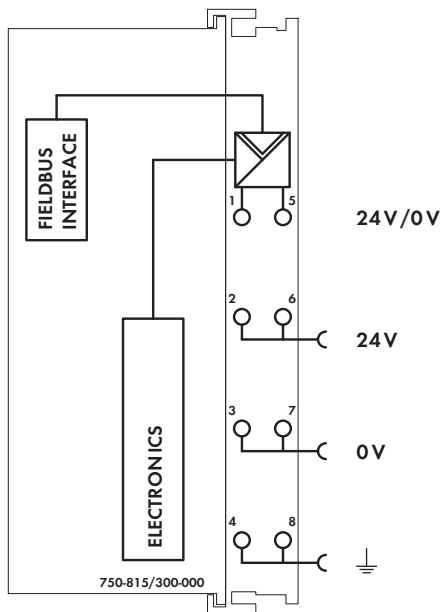 FIELDBUS
INTERFACE
1
5
24V/0V
2
6
24V
3
7
0V
ELECTRONICS
4
8
750-815/300-000